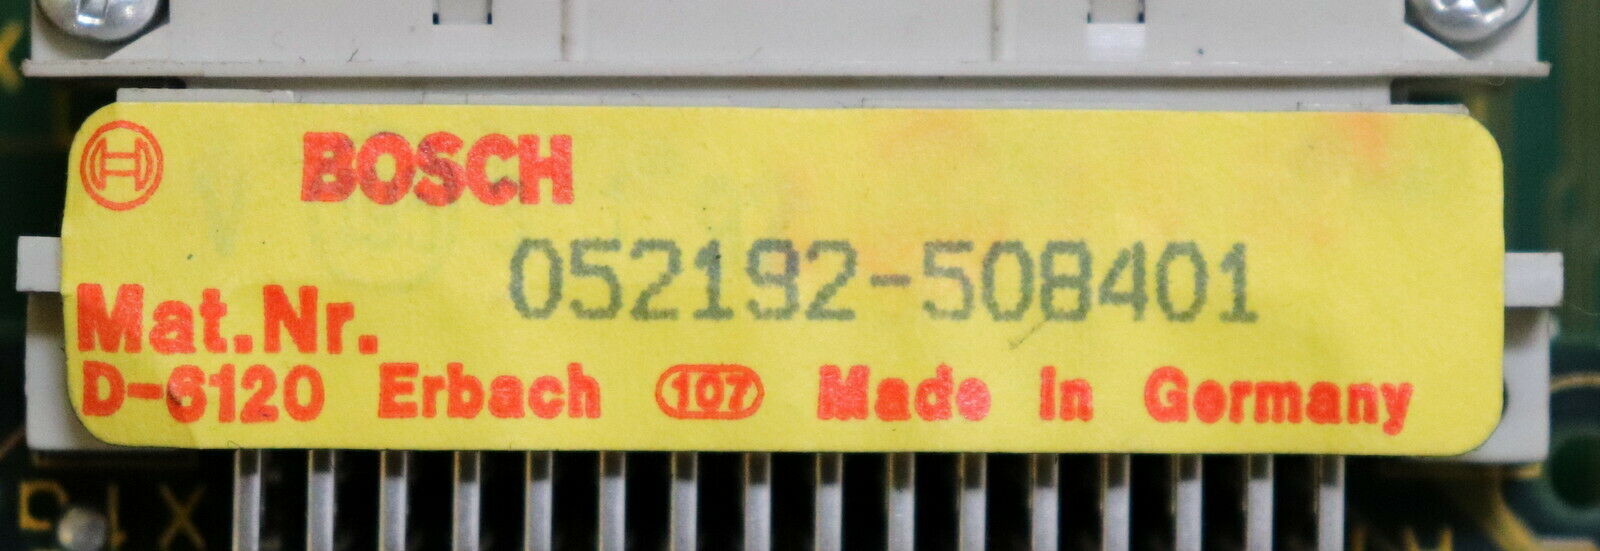 BOSCH
052192-508401
Mat.Nr.
D-6120 Erbach 107 Made in Germany
X